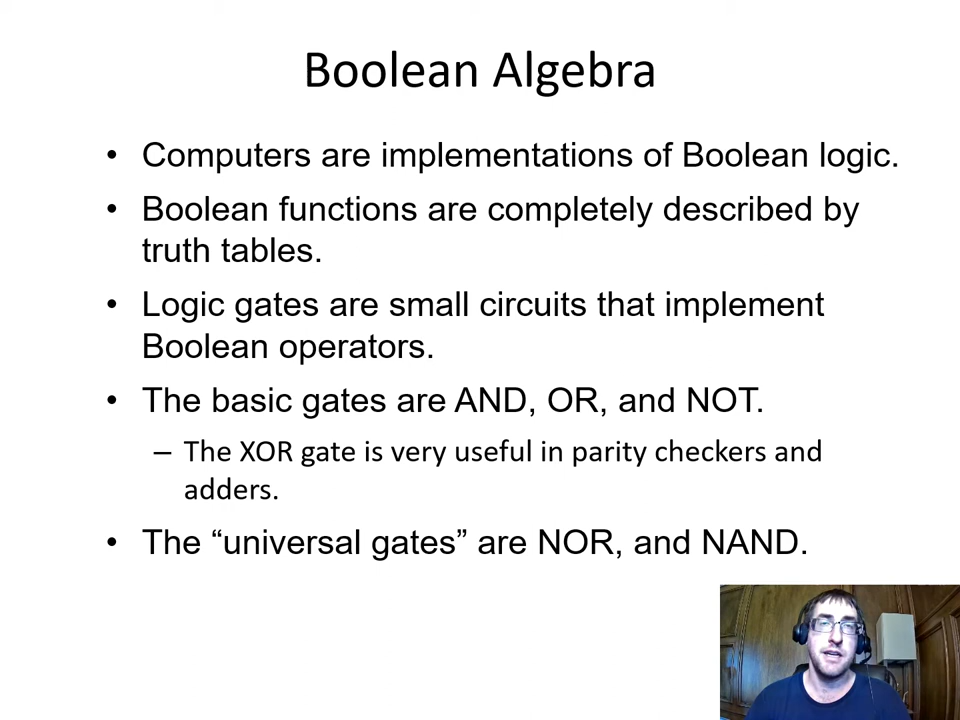 Boolean Algebra
• Computers are implementations of Boolean logic.
• Boolean functions are completely described by
truth tables.
• Logic gates are small circuits that implement
Boolean operators.
• The basic gates are AND, OR, and NOT.
– The XOR gate is very useful in parity checkers and
adders.
• The “universal gates” are NOR, and NAND.